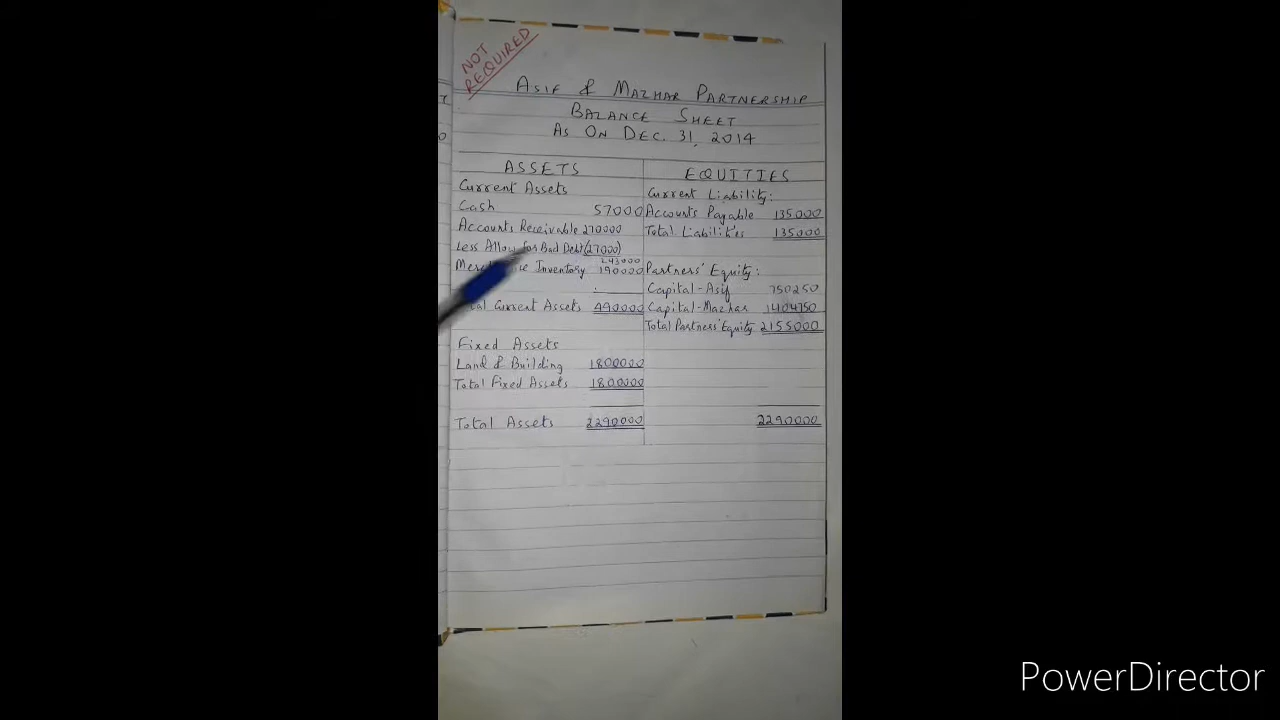 NOT
REQUIRED
ASIF & MAZHAR PARTNERSHIP
BALANCE SHEET
AS ON DEC. 31, 2014
ASSETS
Current Assets
Cash 57000
Accounts Receivable 270000
Less Allow for Bad Debt (27000)
243000
Inventory 190000
Current Assets 490000
Fixed Assets
Land & Building 1800000
Total Fixed Assets 1800000
Total Assets 2290000
EQUITIES
Current Liability:
Accounts Payable 135000
Total Liabilities 135000
Partners' Equity:
Capital-Asif 750250
Capital-Mazhar 1404750
Total Partners' Equity 2155000
2290000
PowerDirector